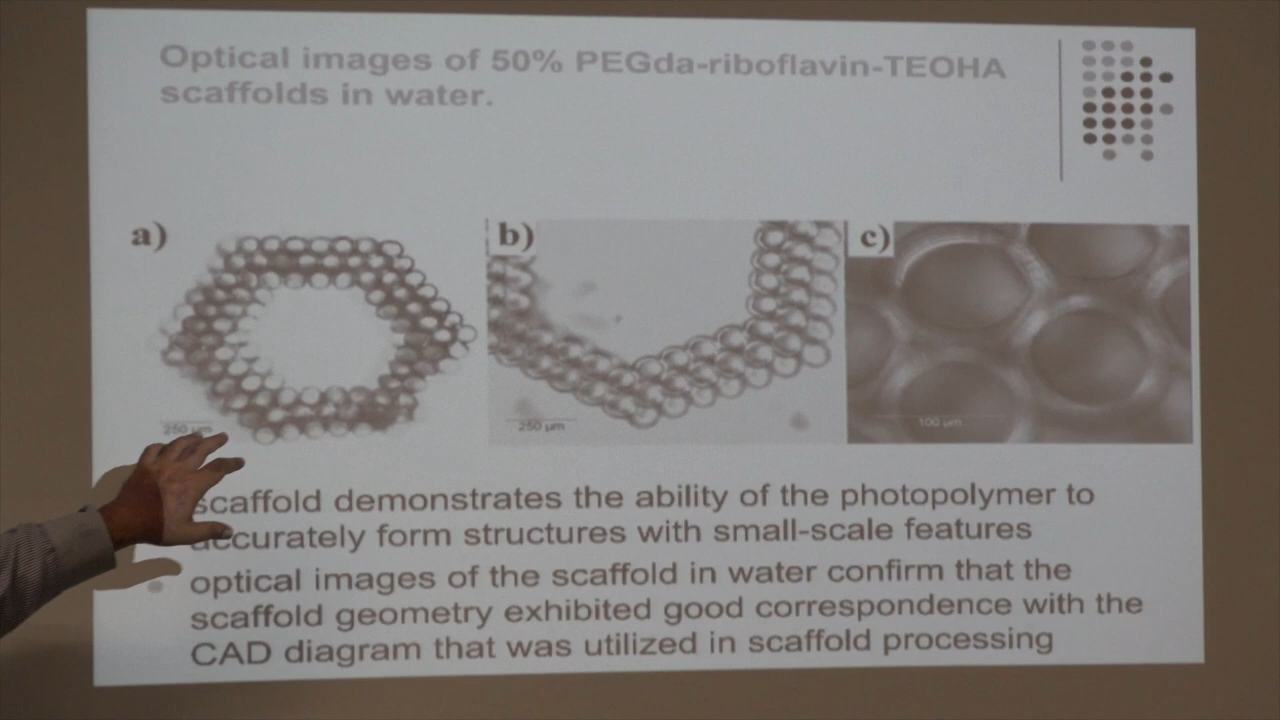 Optical images of 50% PEGda-riboflavin-TEOHA
scaffolds in water.
a)
b)
c)
250 μm
250 μm
100 μm
scaffold demonstrates the ability of the photopolymer to
accurately form structures with small-scale features
optical images of the scaffold in water confirm that the
scaffold geometry exhibited good correspondence with the
CAD diagram that was utilized in scaffold processing